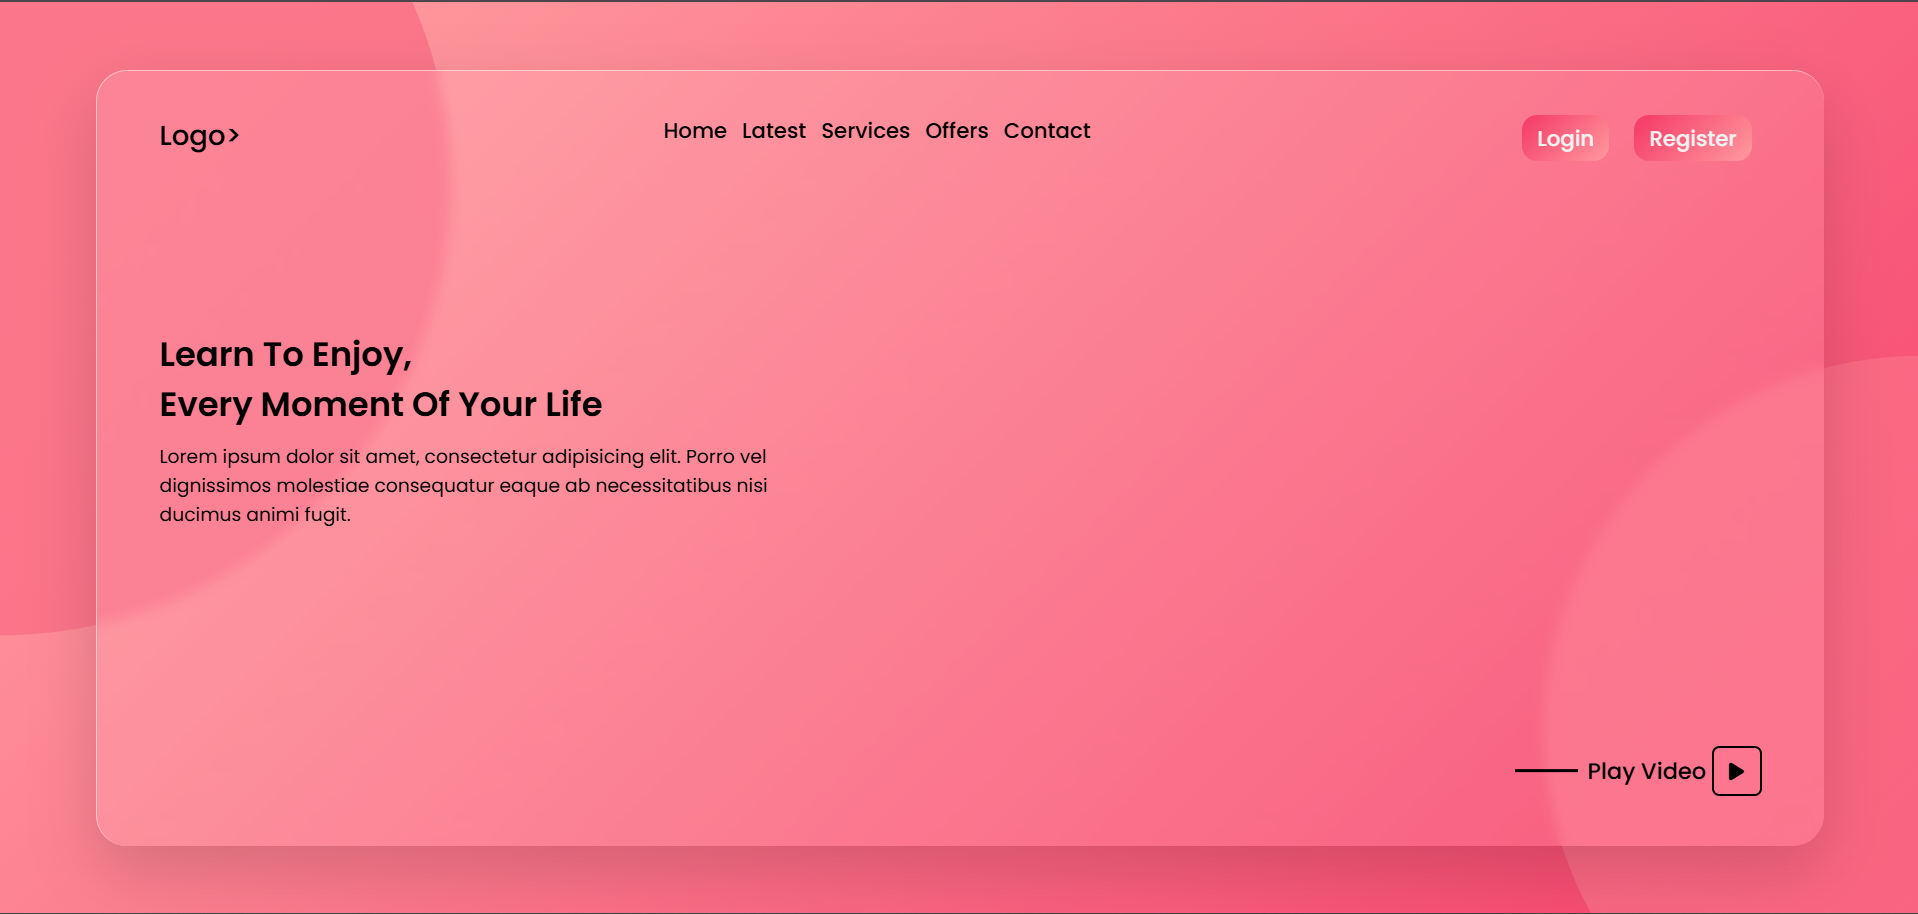 Logo>
Home Latest Services Offers Contact
Login Register
Learn To Enjoy,
Every Moment Of Your Life
Lorem ipsum dolor sit amet, consectetur adipisicing elit. Porro vel
dignissimos molestiae consequatur eaque ab necessitatibus nisi
ducimus animi fugit.
Play Video